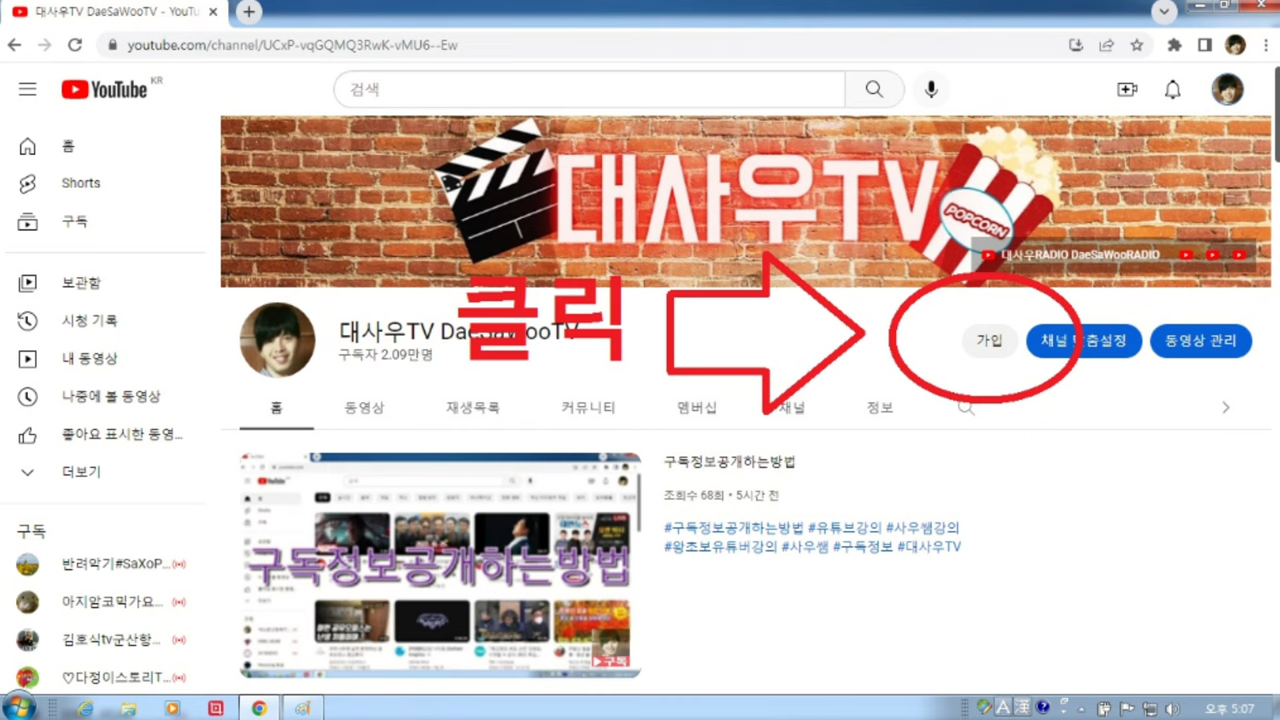 대사우TV DaeSaWooTV - YouTu
youtube.com/channel/UCxP-vqGQMQ3RwK-vMU6--Ew
YouTube KR
검색
홈
Shorts
구독
보관함
시청 기록
내 동영상
나중에 볼 동영상
좋아요 표시한 동영...
더보기
구독
반려악기#SaXoP...
아지암코믹가요...
김호식tv군산황...
♡다정이스토리T...
대사우TV
POPCORN
대사우RADIO DaeSaWooRADIO
클릭
대사우TV DaeSaWooTV
구독자 2.09만명
가입
채널 맞춤설정
동영상 관리
홈
동영상
재생목록
커뮤니티
멤버십
채널
정보
구독정보공개하는방법
구독
구독정보공개하는방법
조회수 68회 • 5시간 전
#구독정보공개하는방법 #유튜브강의 #사우쌤강의
#왕초보유튜버강의 #사우쌤 #구독정보 #대사우TV
A 漢
오후 5:07